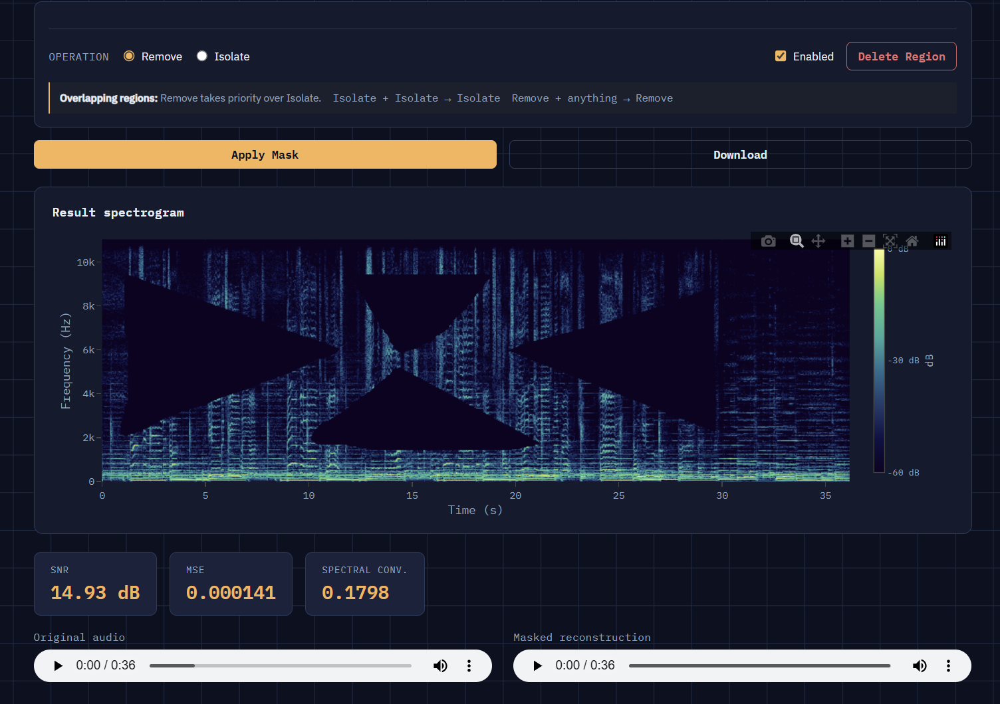 OPERATION Remove Isolate Enabled Delete Region
Overlapping regions: Remove takes priority over Isolate. Isolate + Isolate → Isolate Remove + anything → Remove
Apply Mask Download
Result spectrogram
0 dB
10k
8k
6k
4k
2k
0
Frequency (Hz)
-30 dB
dB
-60 dB
0 5 10 15 20 25 30 35
Time (s)
SNR MSE SPECTRAL CONV.
14.93 dB 0.000141 0.1798
Original audio Masked reconstruction
0:00 / 0:36 0:00 / 0:36